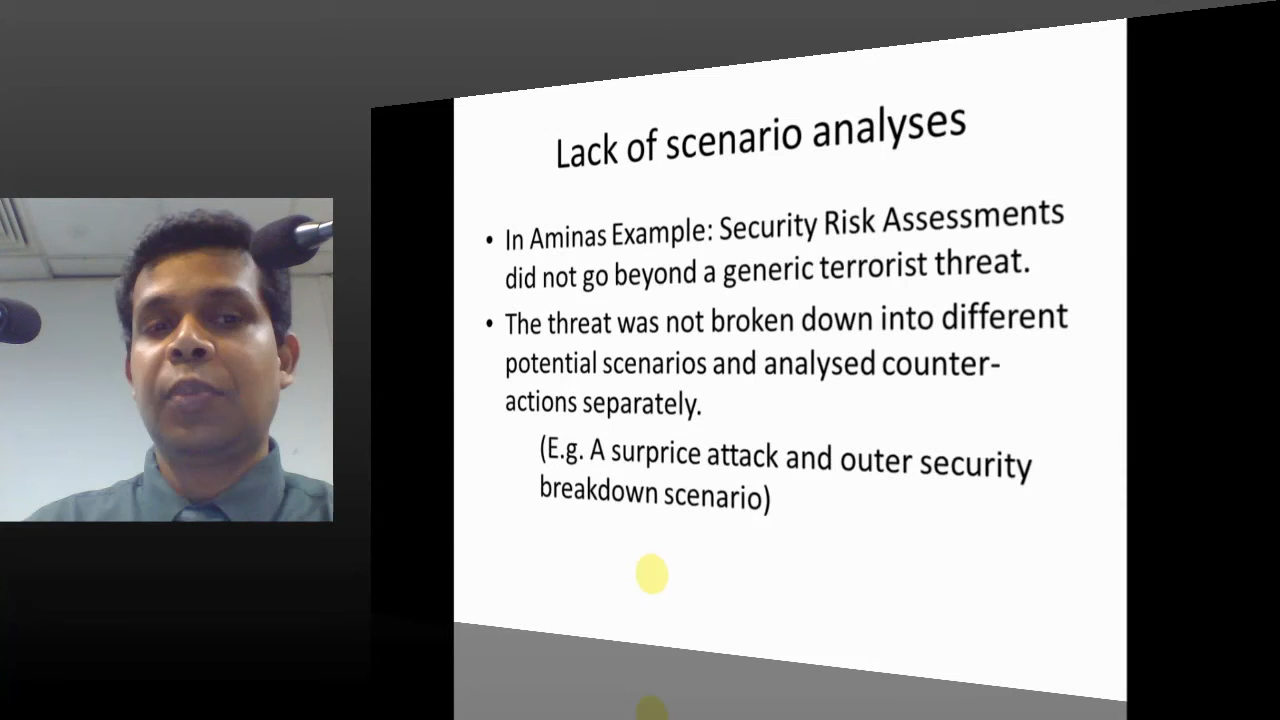 Lack of scenario analyses
• In Aminas Example: Security Risk Assessments
did not go beyond a generic terrorist threat.
• The threat was not broken down into different
potential scenarios and analysed counter-
actions separately.
(E.g. A surprice attack and outer security
breakdown scenario)